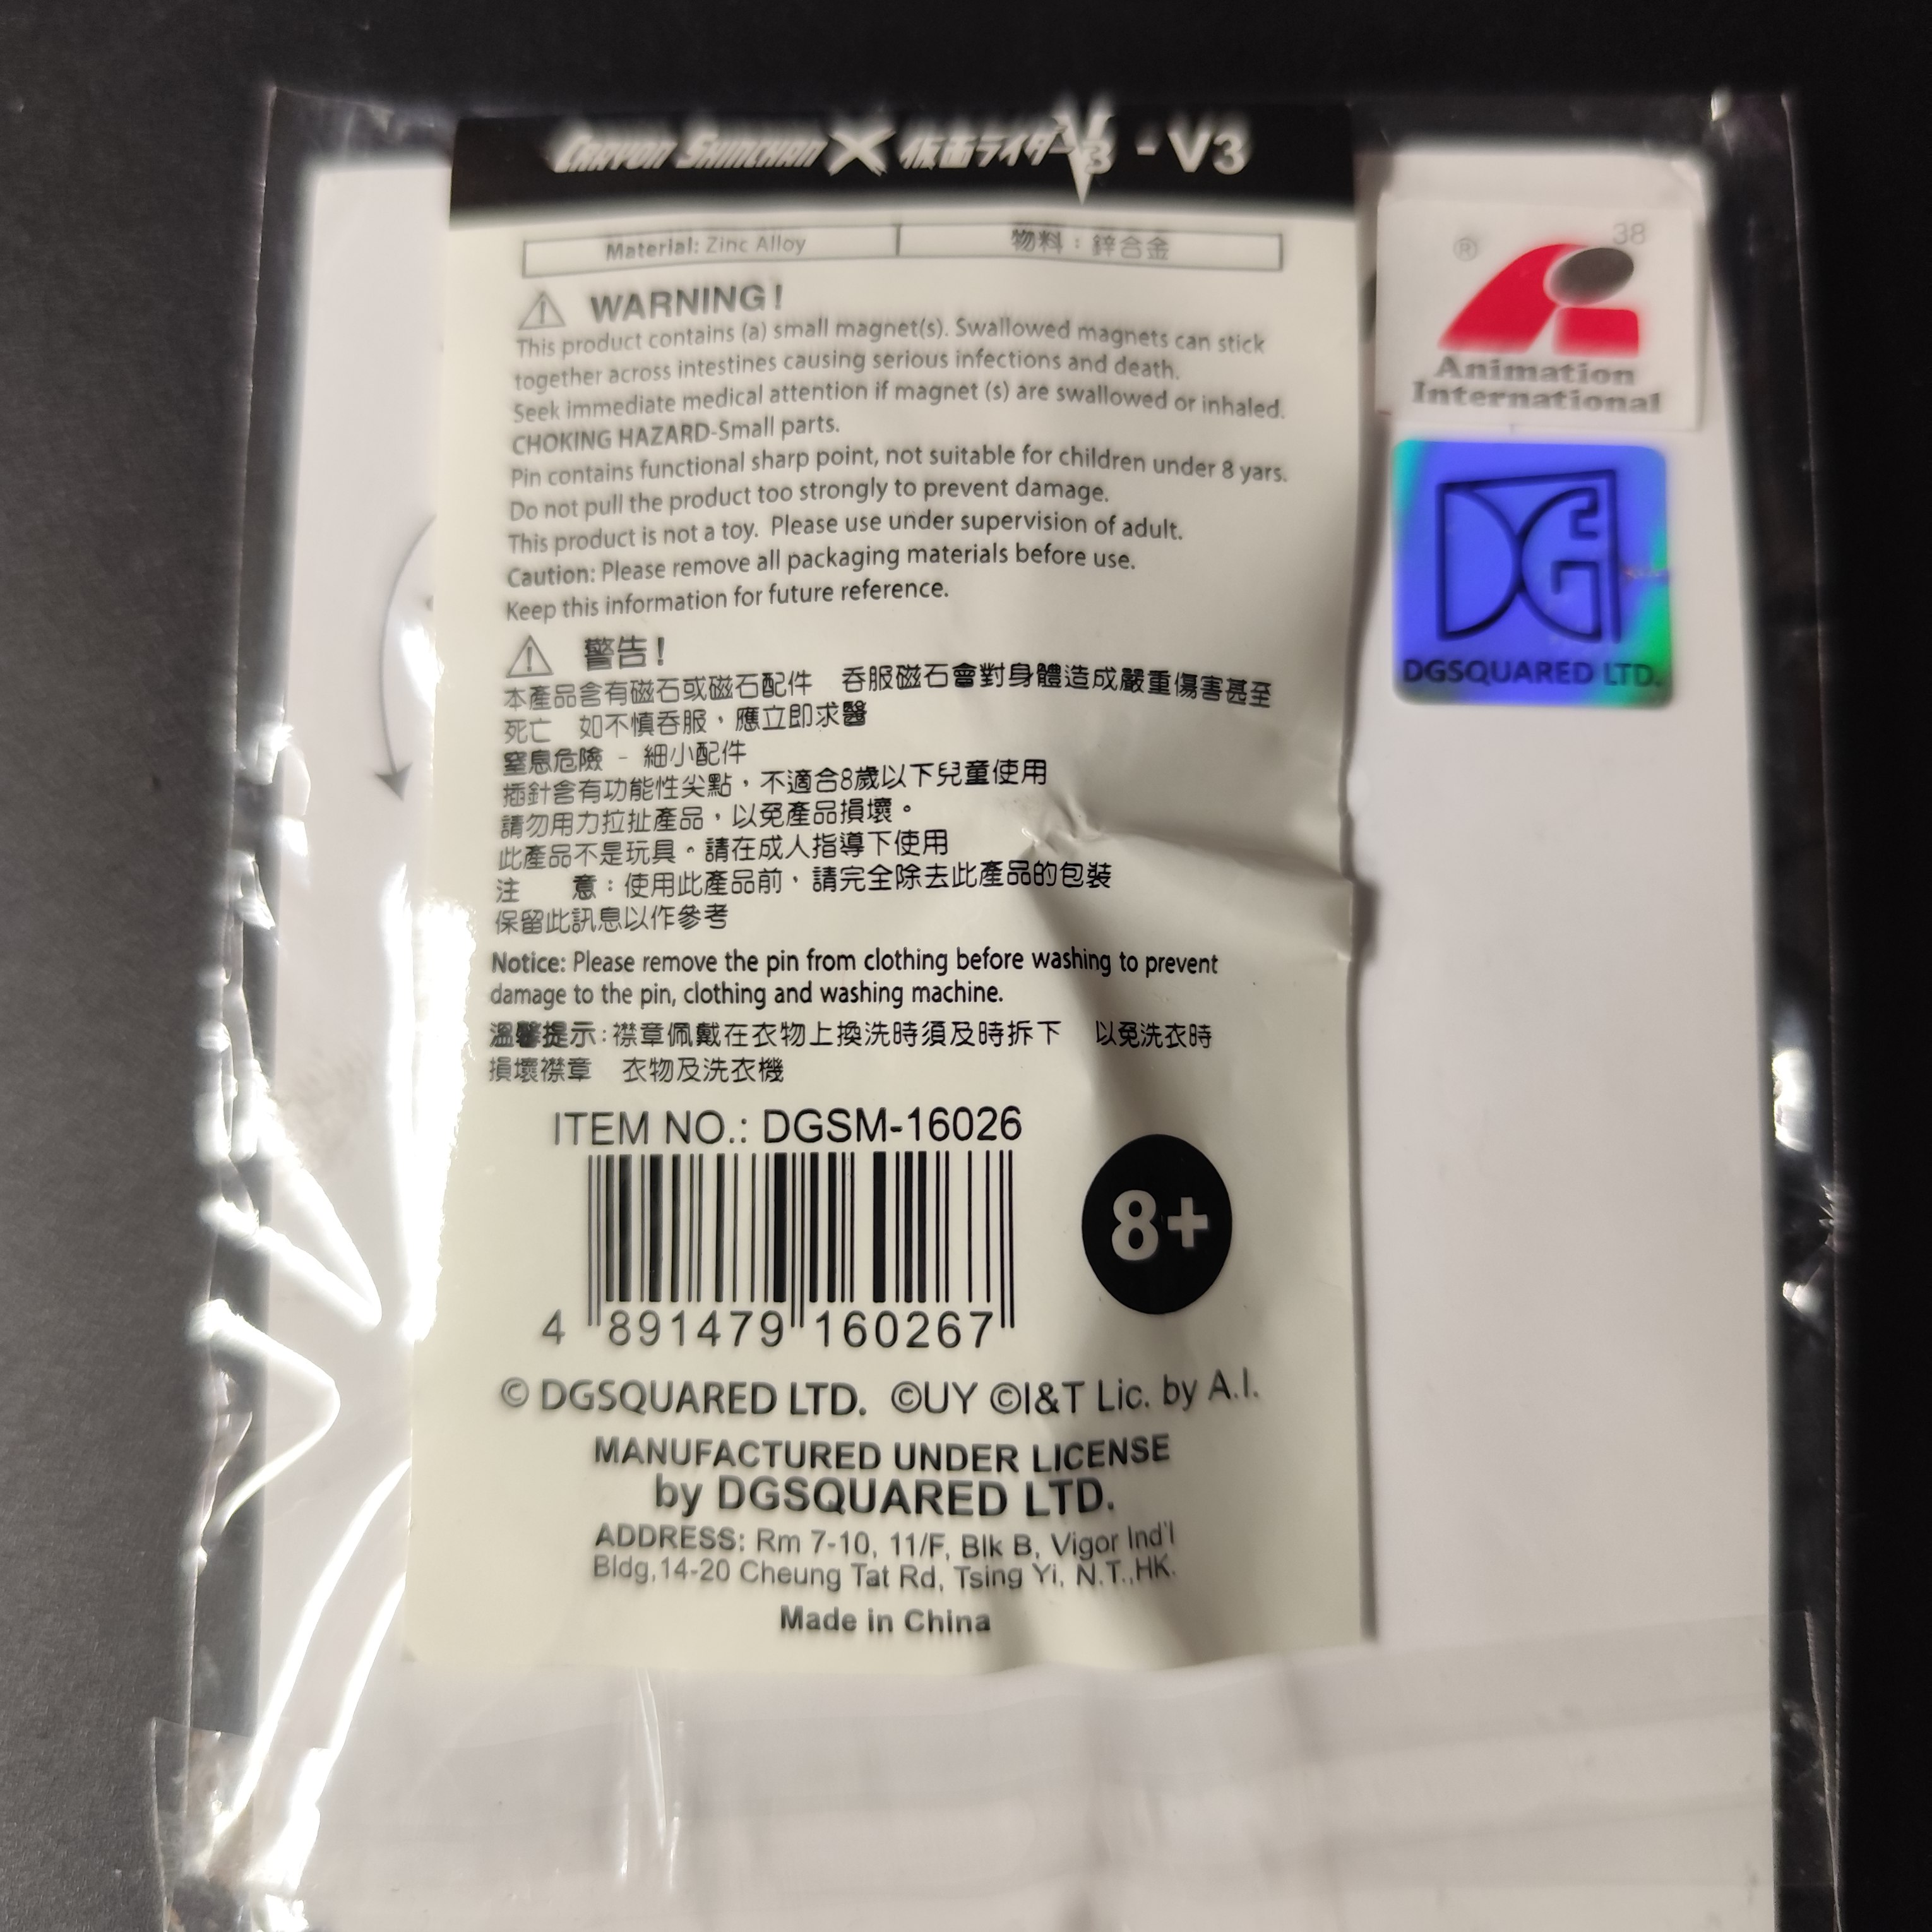 CRAYON SHINCHAN X 仮面ライダーV3 - V3
Material: Zinc Alloy 物料：鋅合金
WARNING!
This product contains (a) small magnet(s). Swallowed magnets can stick
together across intestines causing serious infections and death.
Seek immediate medical attention if magnet (s) are swallowed or inhaled.
CHOKING HAZARD-Small parts.
Pin contains functional sharp point, not suitable for children under 8 yars.
Do not pull the product too strongly to prevent damage.
This product is not a toy. Please use under supervision of adult.
Caution: Please remove all packaging materials before use.
Keep this information for future reference.
警告!
本產品含有磁石或磁石配件 吞服磁石會對身體造成嚴重傷害甚至
死亡 如不慎吞服，應立即求醫
窒息危險 - 細小配件
插針含有功能性尖點，不適合8歲以下兒童使用
請勿用力拉扯產品，以免產品損壞。
此產品不是玩具。請在成人指導下使用
注 意：使用此產品前，請完全除去此產品的包裝
保留此訊息以作參考
Notice: Please remove the pin from clothing before washing to prevent
damage to the pin, clothing and washing machine.
溫馨提示:襟章佩戴在衣物上換洗時須及時拆下 以免洗衣時
損壞襟章 衣物及洗衣機
ITEM NO.: DGSM-16026
4 891479 160267
8+
© DGSQUARED LTD. ©UY ©I&T Lic. by A.I.
MANUFACTURED UNDER LICENSE
by DGSQUARED LTD.
ADDRESS: Rm 7-10, 11/F, Blk B, Vigor Ind'l
Bldg,14-20 Cheung Tat Rd, Tsing Yi, N.T.,HK.
Made in China
® 38
Animation
International
DG
DGSQUARED LTD.